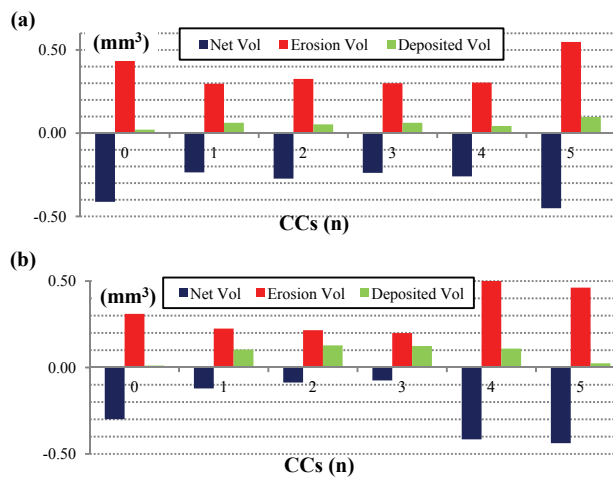 (a)
(mm³)
Net Vol Erosion Vol Deposited Vol
0.50
0.00
0 1 2 3 4 5
-0.50
CCs (n)
(b)
(mm³)
Net Vol Erosion Vol Deposited Vol
0.50
0.00
0 1 2 3 4 5
-0.50
CCs (n)